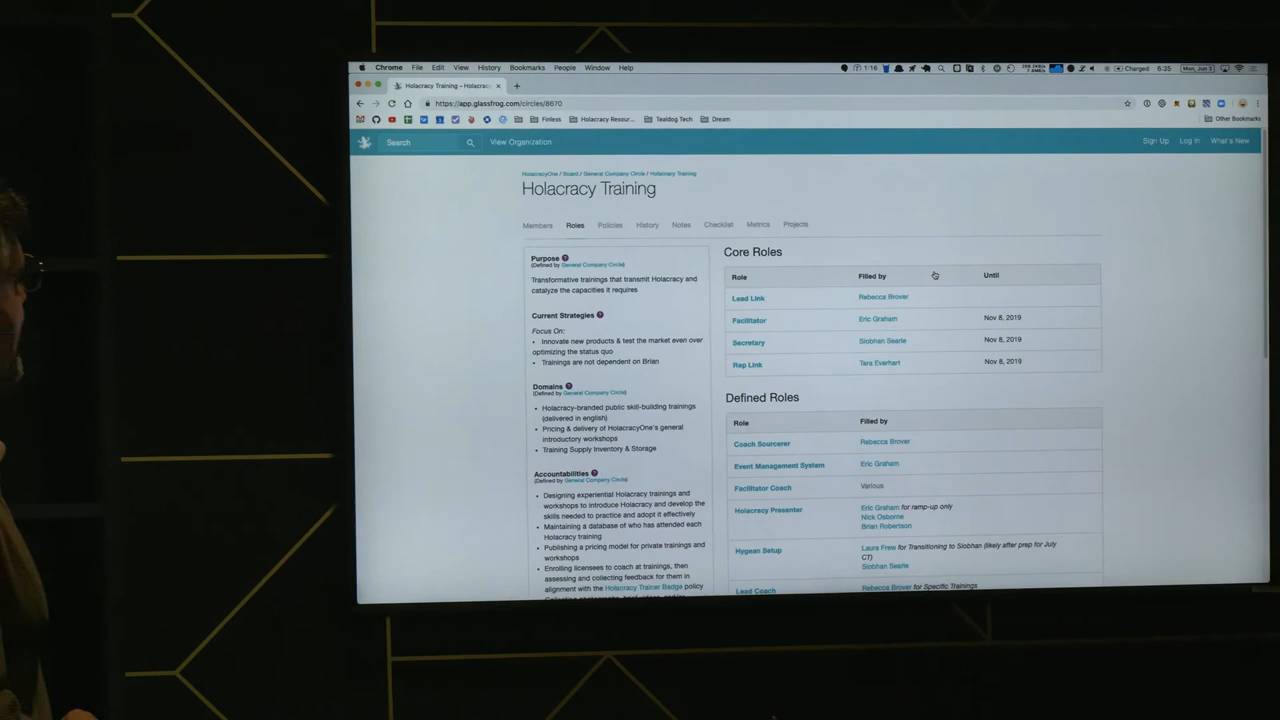 Chrome File Edit View History Bookmarks People Window Help
1:16 Charged 6:35 Mon, Jun 3
Holacracy Training – Holacrac
https://app.glassfrog.com/circles/8670
Finless Holacracy Resour... Tealdog Tech Dream Other Bookmarks
Search View Organization Sign Up Log In What's New
HolacracyOne / Board / General Company Circle / Holacracy Training
Holacracy Training
Members Roles Policies History Notes Checklist Metrics Projects
Purpose
(Defined by General Company Circle)
Transformative trainings that transmit Holacracy and
catalyze the capacities it requires
Current Strategies
Focus On:
• Innovate new products & test the market even over
optimizing the status quo
• Trainings are not dependent on Brian
Domains
(Defined by General Company Circle)
• Holacracy-branded public skill-building trainings
(delivered in english)
• Pricing & delivery of HolacracyOne's general
introductory workshops
• Training Supply Inventory & Storage
Accountabilities
(Defined by General Company Circle)
• Designing experiential Holacracy trainings and
workshops to introduce Holacracy and develop the
skills needed to practice and adopt it effectively
• Maintaining a database of who has attended each
Holacracy training
• Publishing a pricing model for private trainings and
workshops
• Enrolling licensees to coach at trainings, then
assessing and collecting feedback for them in
alignment with the Holacracy Trainer Badge policy
Core Roles
Role Filled by Until
Lead Link Rebecca Brover
Facilitator Eric Graham Nov 8, 2019
Secretary Siobhan Searle Nov 8, 2019
Rep Link Tara Everhart Nov 8, 2019
Defined Roles
Role Filled by
Coach Sourcerer Rebecca Brover
Event Management System Eric Graham
Facilitator Coach Various
Holacracy Presenter Eric Graham for ramp-up only
Nick Osborne
Brian Robertson
Hygean Setup Laura Frew for Transitioning to Siobhan (likely after prep for July
CT)
Siobhan Searle
Lead Coach Rebecca Brover for Specific Trainings